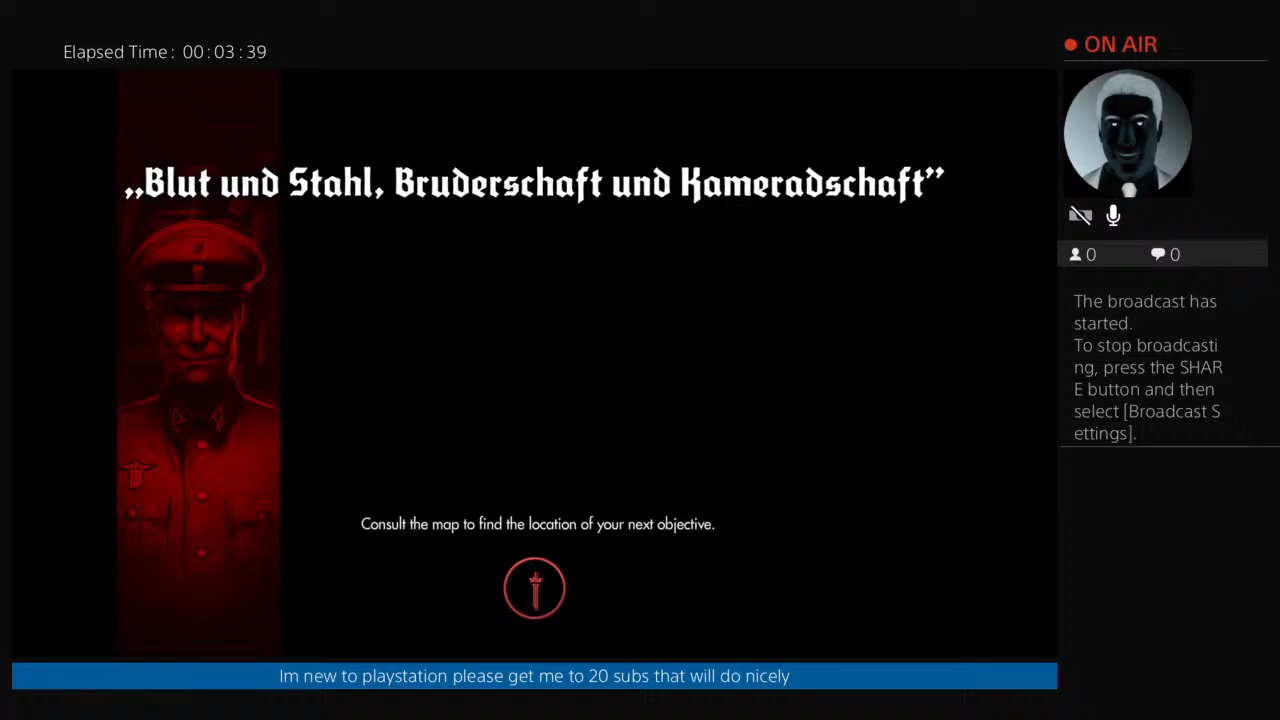 Elapsed Time: 00:03:39
ON AIR
„Blut und Stahl, Bruderschaft und Kameradschaft”
0 0
The broadcast has
started.
To stop broadcasti
ng, press the SHAR
E button and then
select [Broadcast S
ettings].
Consult the map to find the location of your next objective.
Im new to playstation please get me to 20 subs that will do nicely